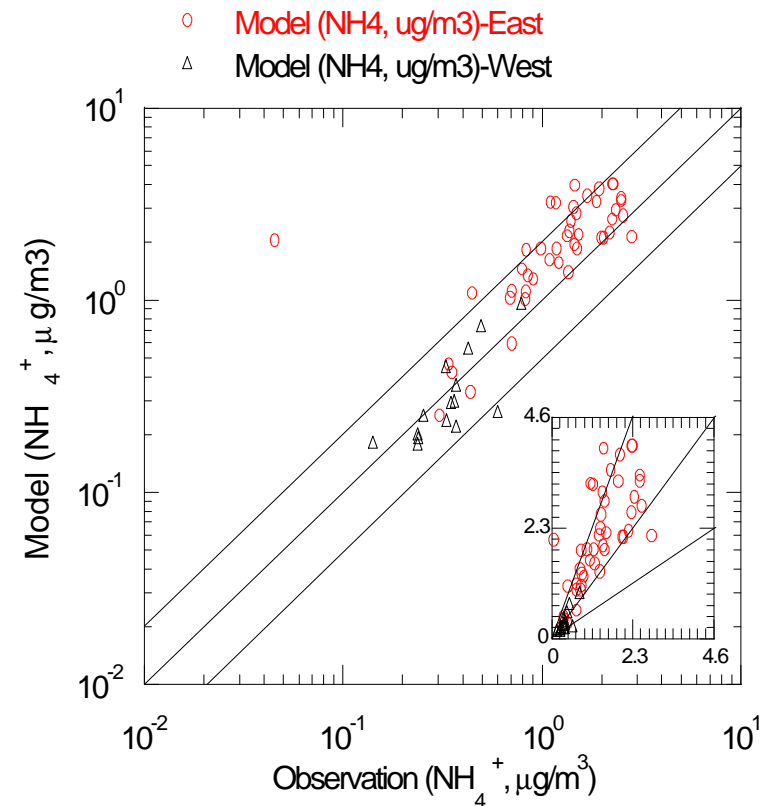 Model (NH4, ug/m3)-East
Model (NH4, ug/m3)-West
10^1
10^0
10^-1
10^-2
Model (NH 4 +, μ g/m3)
4.6
2.3
0
0 2.3 4.6
10^-2 10^-1 10^0 10^1
Observation (NH4+, μg/m3)